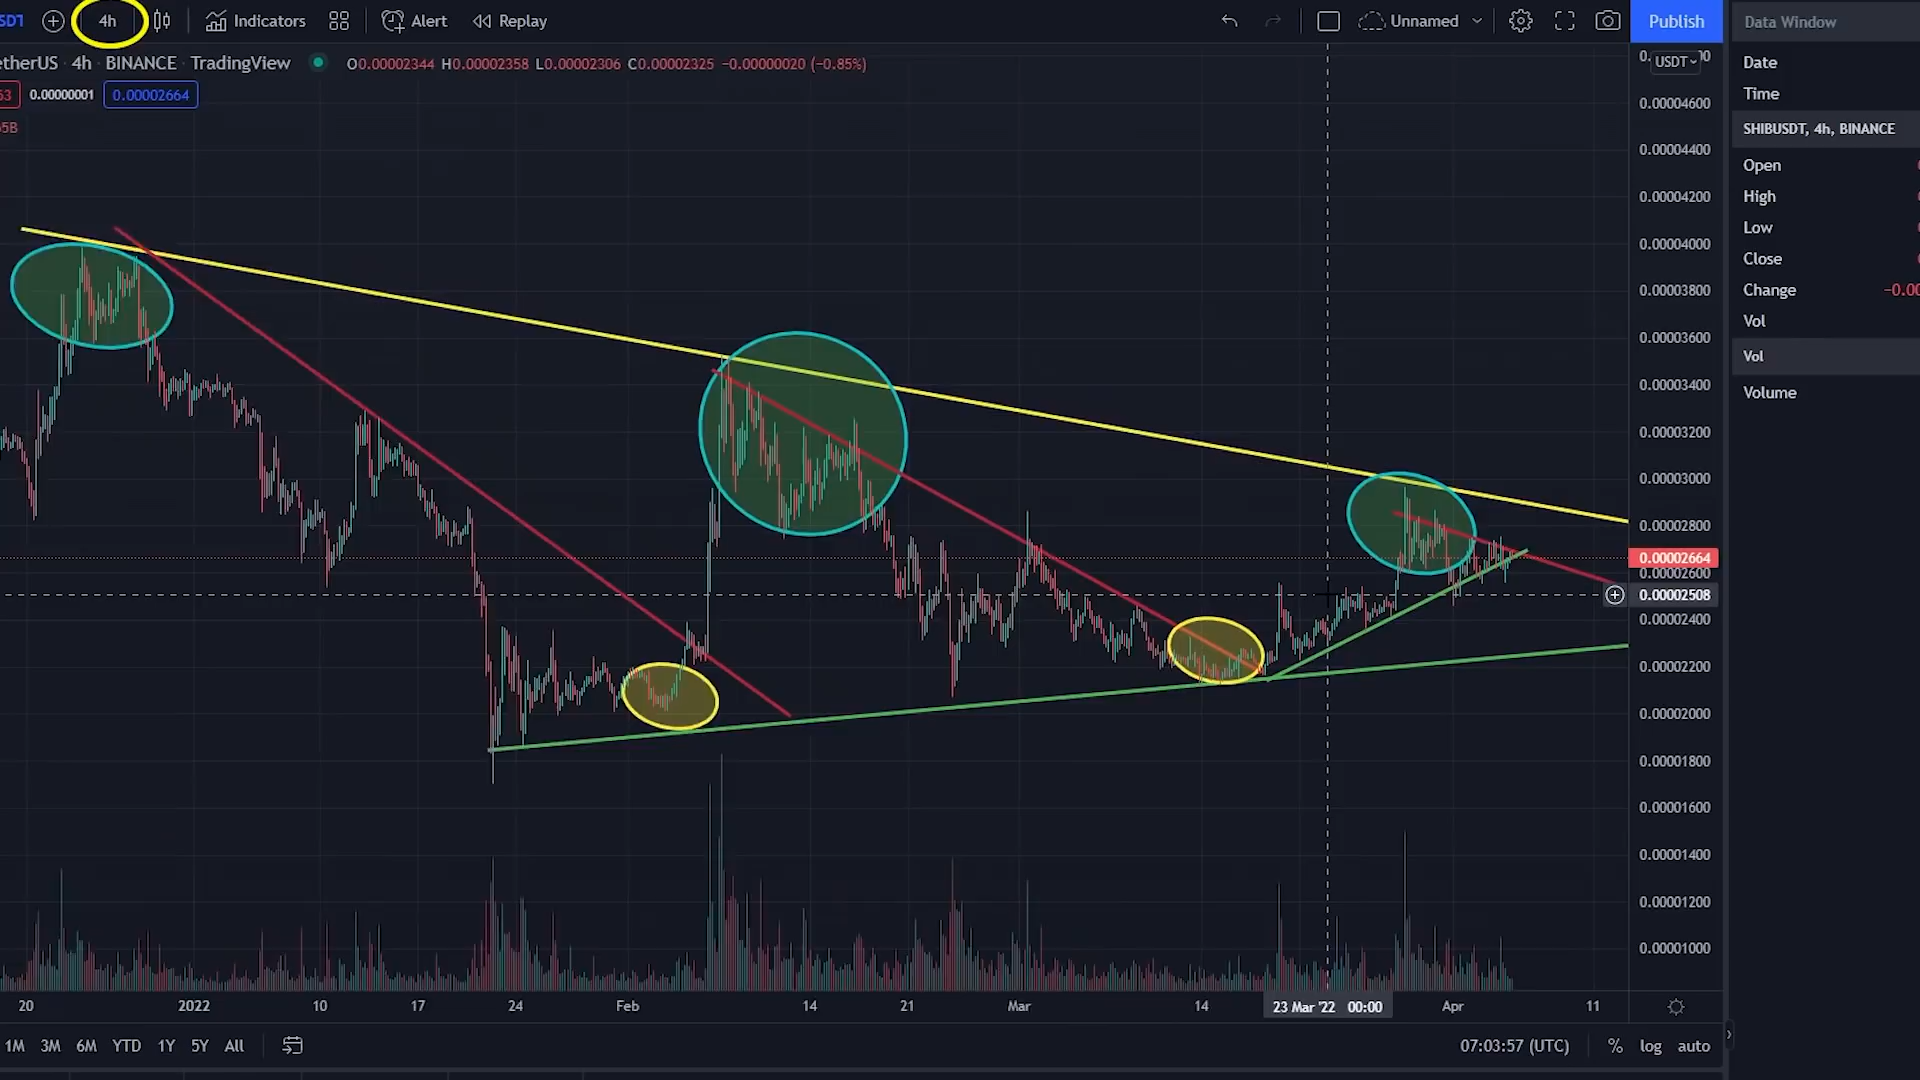 SDT 4h Indicators Alert Replay Unnamed Publish
etherUS · 4h · BINANCE · TradingView O0.00002344 H0.00002358 L0.00002306 C0.00002325 −0.00000020 (−0.85%)
63 0.00000001 0.00002664
65B
USDT
0.00004600
0.00004400
0.00004200
0.00004000
0.00003800
0.00003600
0.00003400
0.00003200
0.00003000
0.00002800
0.00002664
0.00002600
0.00002508
0.00002400
0.00002200
0.00002000
0.00001800
0.00001600
0.00001400
0.00001200
0.00001000
20 2022 10 17 24 Feb 14 21 Mar 14 23 Mar '22 00:00 Apr 11
1M 3M 6M YTD 1Y 5Y All 07:03:57 (UTC) % log auto
Data Window
Date
Time
SHIBUSDT, 4h, BINANCE
Open
High
Low
Close
Change −0.00
Vol
Vol
Volume